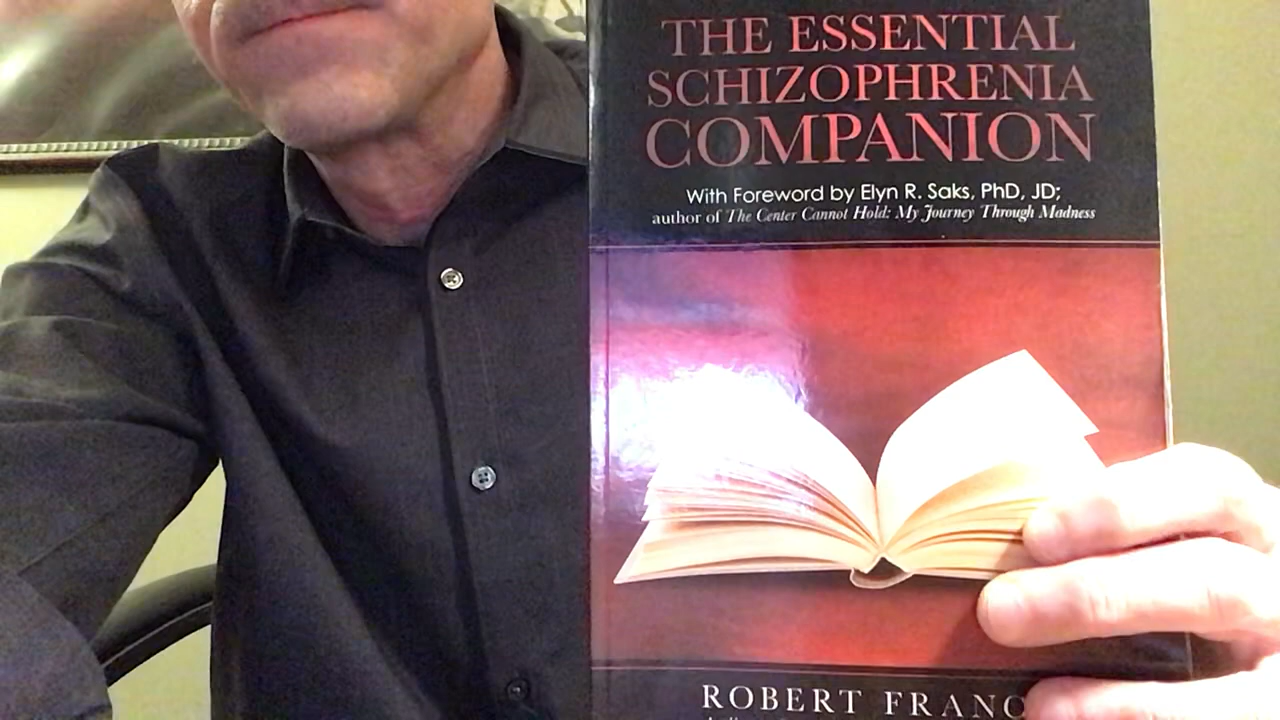 THE ESSENTIAL
SCHIZOPHRENIA
COMPANION
With Foreword by Elyn R. Saks, PhD, JD;
author of The Center Cannot Hold: My Journey Through Madness
ROBERT FRANC